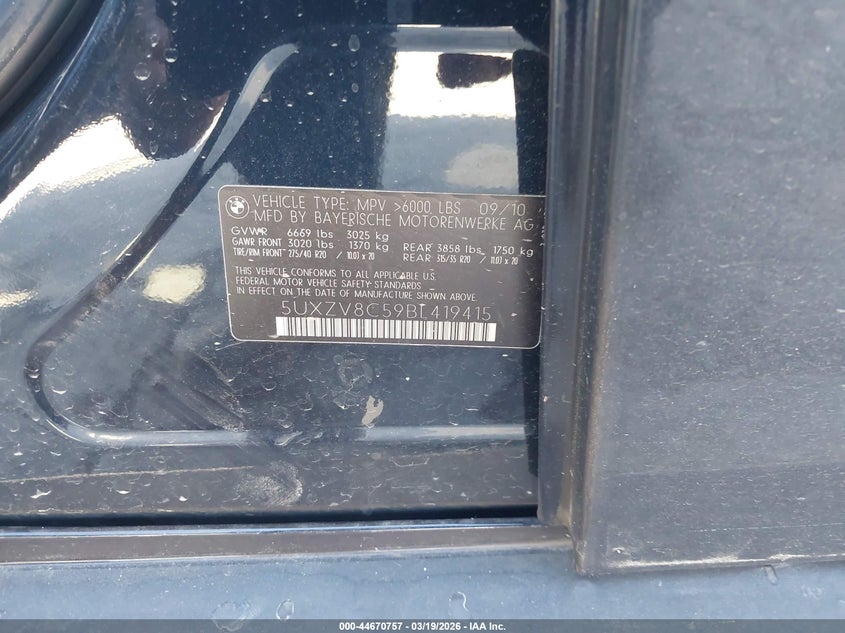 VEHICLE TYPE: MPV >6000 LBS 09/10
MFD BY BAYERISCHE MOTORENWERKE AG
GVWR 6669 lbs 3025 kg
GAWR FRONT 3020 lbs 1370 kg REAR 3858 lbs 1750 kg
TIRE/RIM FRONT 275/40 R20 / 10.0J x 20 REAR 315/35 R20 / 11.0J x 20
THIS VEHICLE CONFORMS TO ALL APPLICABLE U.S.
FEDERAL MOTOR VEHICLE SAFETY STANDARDS
IN EFFECT ON THE DATE OF MANUFACTURE SHOWN ABOVE.
5UXZV8C59BL419415
000-44670757 - 03/19/2026 - IAA Inc.